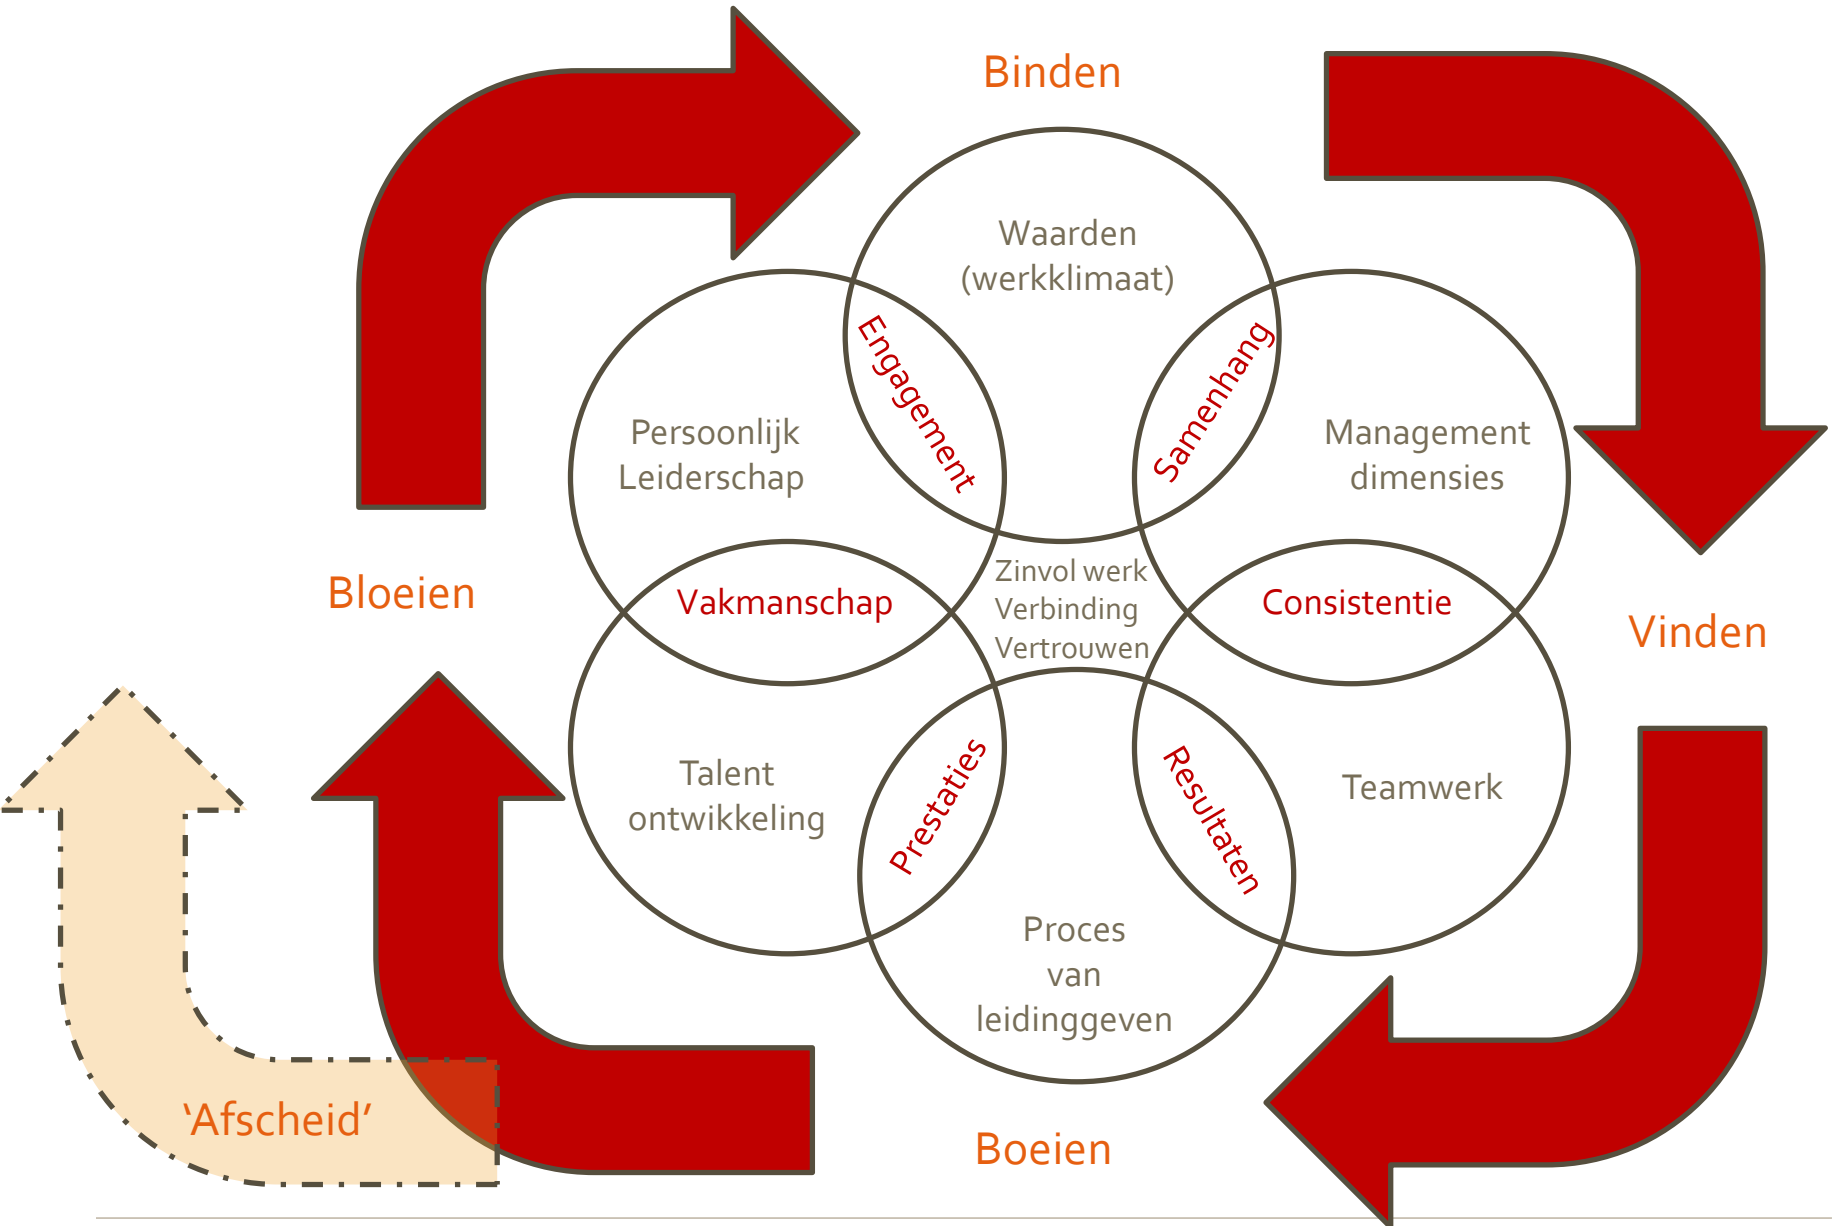 Binden
Waarden
(werkklimaat)
Engagement
Samenhang
Persoonlijk
Leiderschap
Management
dimensies
Bloeien
Vakmanschap
Zinvol werk
Verbinding
Vertrouwen
Consistentie
Vinden
Talent
ontwikkeling
Prestaties
Resultaten
Teamwerk
Proces
van
leidinggeven
‘Afscheid’
Boeien